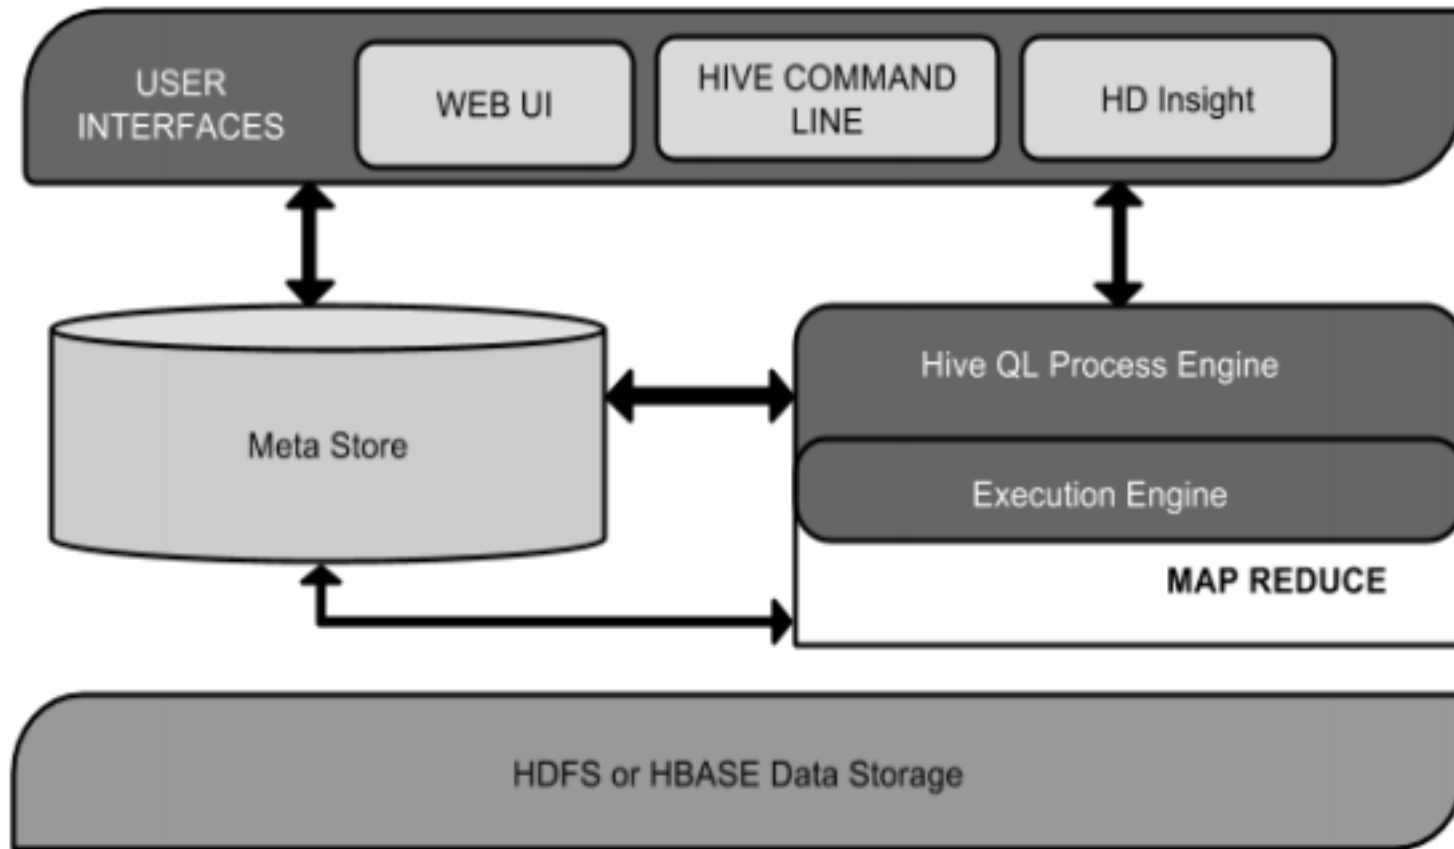 USER
INTERFACES
WEB UI
HIVE COMMAND
LINE
HD Insight
Meta Store
Hive QL Process Engine
Execution Engine
MAP REDUCE
HDFS or HBASE Data Storage